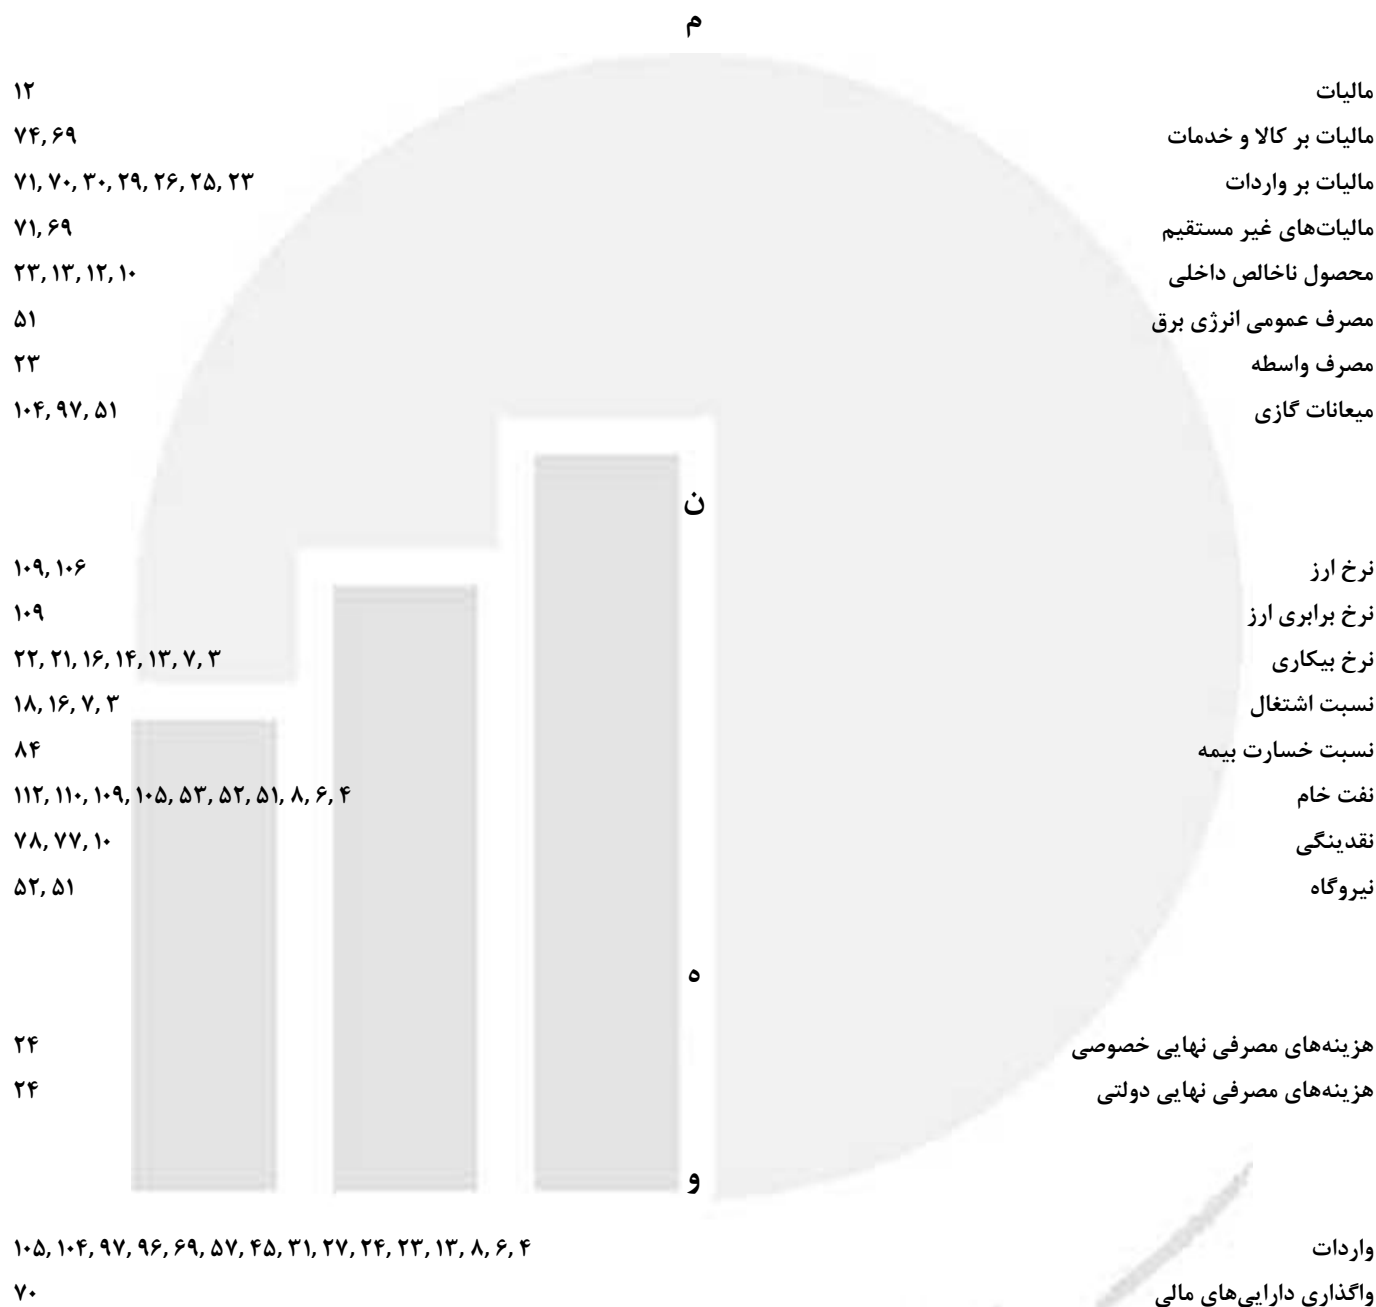 م
مالیات ۱۲
مالیات بر کالا و خدمات ۶۹ ,۷۴
مالیات بر واردات ۲۳ ,۲۵ ,۲۶ ,۲۹ ,۳۰ ,۷۰ ,۷۱
مالیات‌های غیر مستقیم ۶۹ ,۷۱
محصول ناخالص داخلی ۱۰ ,۱۲ ,۱۳ ,۲۳
مصرف عمومی انرژی برق ۵۱
مصرف واسطه ۲۳
میعانات گازی ۵۱ ,۹۷ ,۱۰۴
ن
نرخ ارز ۱۰۶ ,۱۰۹
نرخ برابری ارز ۱۰۹
نرخ بیکاری ۳ ,۷ ,۱۳ ,۱۴ ,۱۶ ,۲۱ ,۲۲
نسبت اشتغال ۳ ,۷ ,۱۶ ,۱۸
نسبت خسارت بیمه ۸۴
نفت خام ۴ ,۶ ,۸ ,۵۱ ,۵۲ ,۵۳ ,۱۰۵ ,۱۰۹ ,۱۱۰ ,۱۱۲
نقدینگی ۱۰ ,۷۷ ,۷۸
نیروگاه ۵۱ ,۵۲
ه
هزینه‌های مصرفی نهایی خصوصی ۲۴
هزینه‌های مصرفی نهایی دولتی ۲۴
و
واردات ۴ ,۶ ,۸ ,۱۳ ,۲۳ ,۲۴ ,۲۷ ,۳۱ ,۴۵ ,۵۷ ,۶۹ ,۹۶ ,۹۷ ,۱۰۴ ,۱۰۵
واگذاری دارایی‌های مالی ۷۰